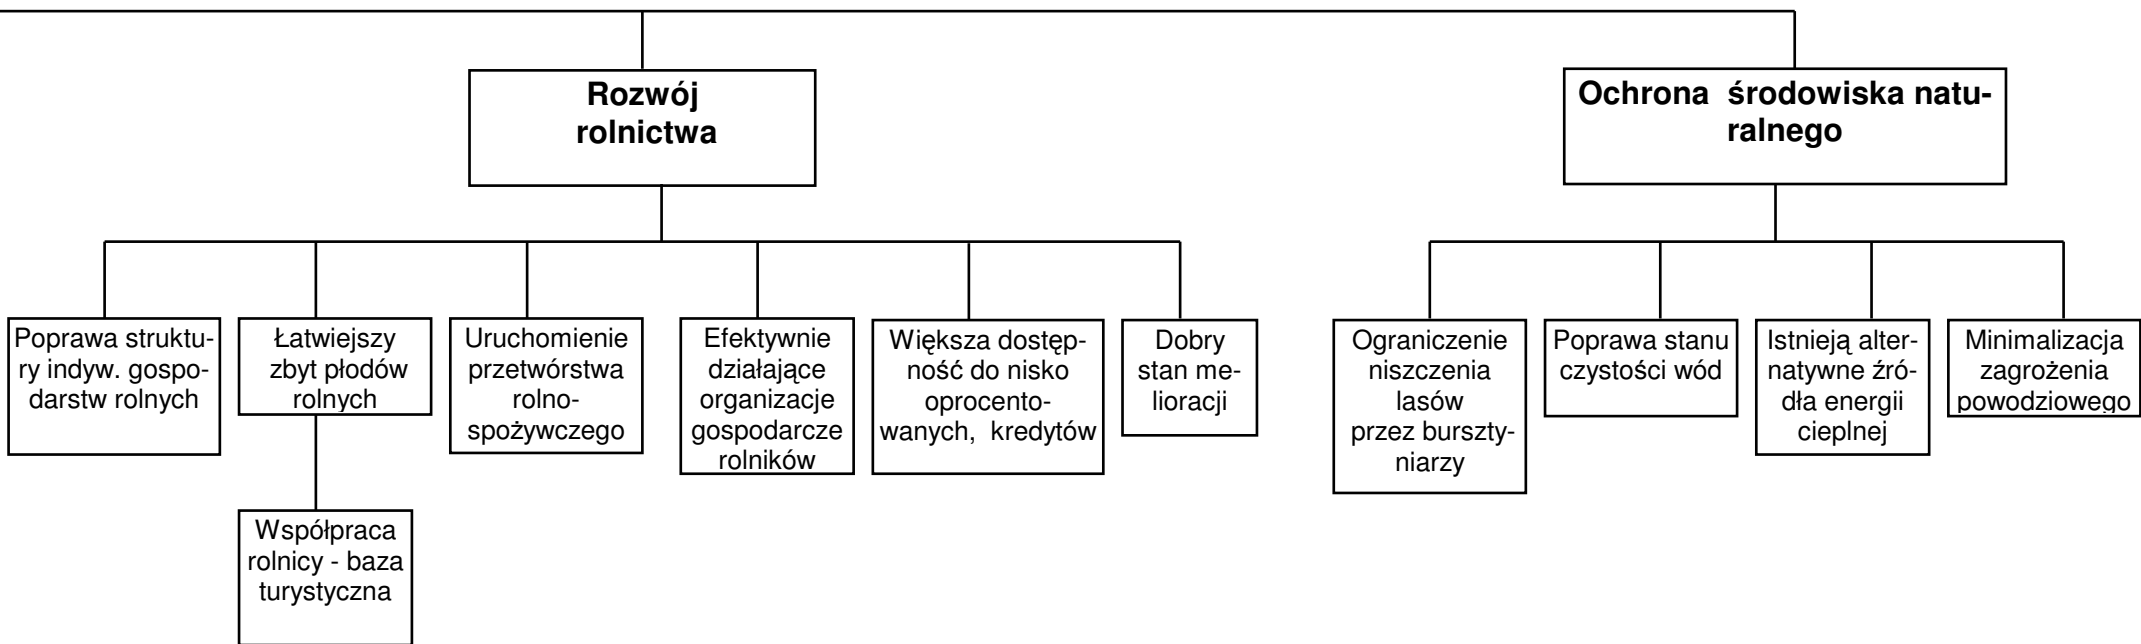 Rozwój
rolnictwa
Ochrona środowiska natu-
ralnego
Poprawa struktu-
ry indyw. gospo-
darstw rolnych
Łatwiejszy
zbyt płodów
rolnych
Uruchomienie
przetwórstwa
rolno-
spożywczego
Efektywnie
działające
organizacje
gospodarcze
rolników
Większa dostęp-
ność do nisko
oprocento-
wanych, kredytów
Dobry
stan me-
lioracji
Ograniczenie
niszczenia
lasów
przez burszty-
niarzy
Poprawa stanu
czystości wód
Istnieją alter-
natywne źró-
dła energii
cieplnej
Minimalizacja
zagrożenia
powodziowego
Współpraca
rolnicy - baza
turystyczna